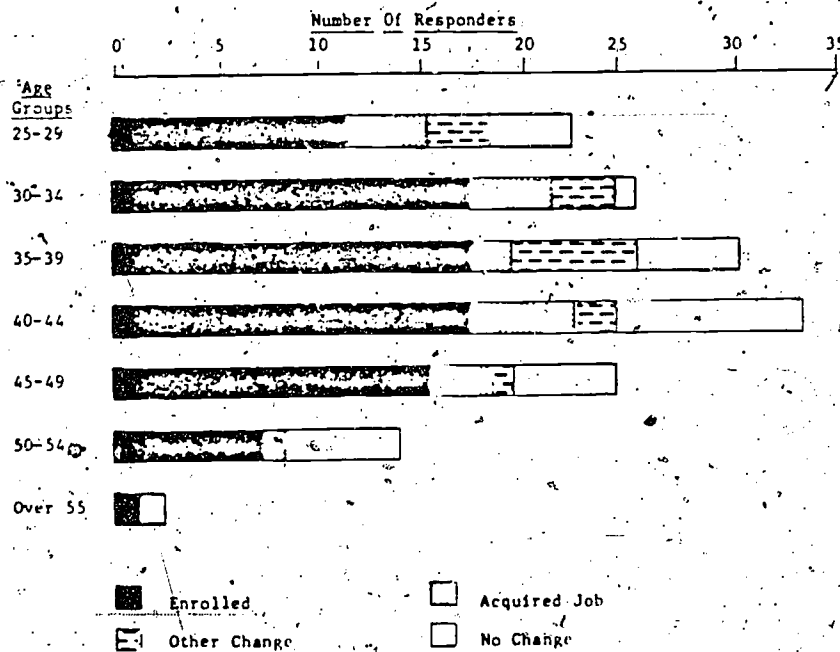 Number Of Responders
0 5 10 15 20 25 30 35
Age
Groups
25-29
30-34
35-39
40-44
45-49
50-54
Over 55
Enrolled
Acquired Job
Other Change
No Change